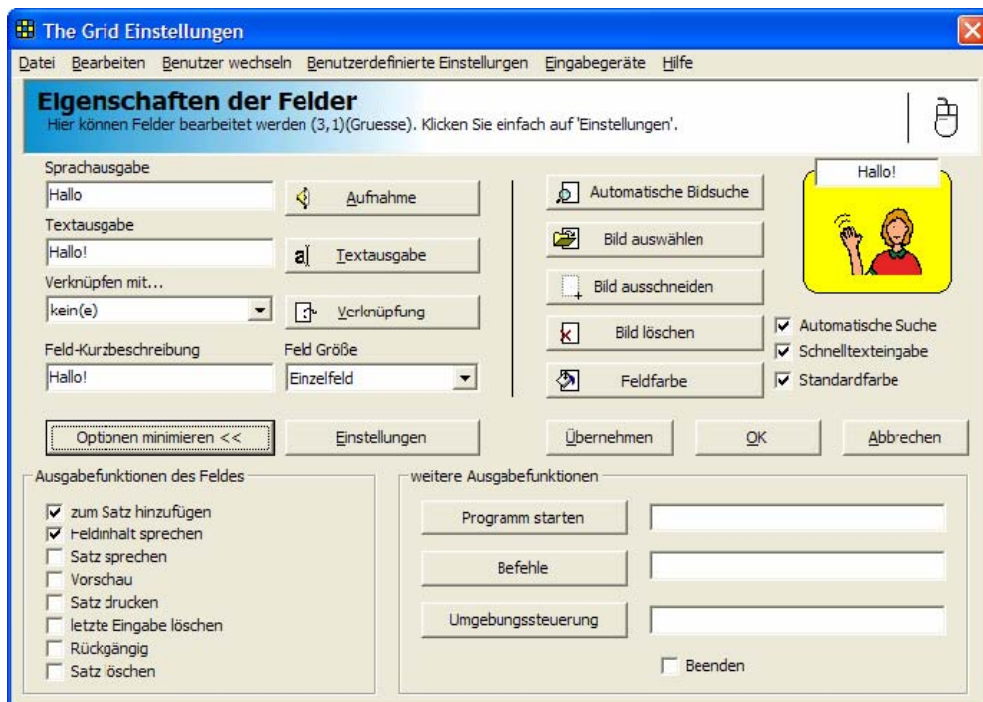 The Grid Einstellungen
Datei Bearbeiten Benutzer wechseln Benutzerdefinierte Einstellungen Eingabegeräte Hilfe
Eigenschaften der Felder
Hier können Felder bearbeitet werden (3,1)(Gruesse). Klicken Sie einfach auf 'Einstellungen'.
Sprachausgabe
Hallo
Aufnahme
Textausgabe
Hallo!
Textausgabe
Verknüpfen mit...
kein(e)
Verknüpfung
Feld-Kurzbeschreibung
Hallo!
Feld Größe
Einzelfeld
Automatische Bidsuche
Bild auswählen
Bild ausschneiden
Bild löschen
Feldfarbe
Hallo!
Automatische Suche
Schnelltexteingabe
Standardfarbe
Optionen minimieren <<
Einstellungen
Übernehmen
OK
Abbrechen
Ausgabefunktionen des Feldes
zum Satz hinzufügen
Feldinhalt sprechen
Satz sprechen
Vorschau
Satz drucken
letzte Eingabe löschen
Rückgängig
Satz löschen
weitere Ausgabefunktionen
Programm starten
Befehle
Umgebungssteuerung
Beenden